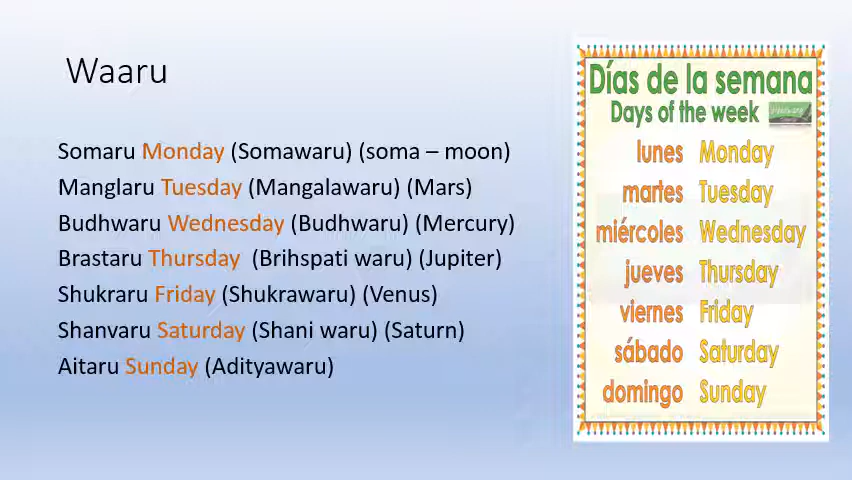 Waaru
Somaru Monday (Somawaru) (soma – moon)
Manglaru Tuesday (Mangalawaru) (Mars)
Budhwaru Wednesday (Budhwaru) (Mercury)
Brastaru Thursday (Brihspati waru) (Jupiter)
Shukraru Friday (Shukrawaru) (Venus)
Shanvaru Saturday (Shani waru) (Saturn)
Aitaru Sunday (Adityawaru)
Días de la semana
Days of the week
lunes Monday
martes Tuesday
miércoles Wednesday
jueves Thursday
viernes Friday
sábado Saturday
domingo Sunday